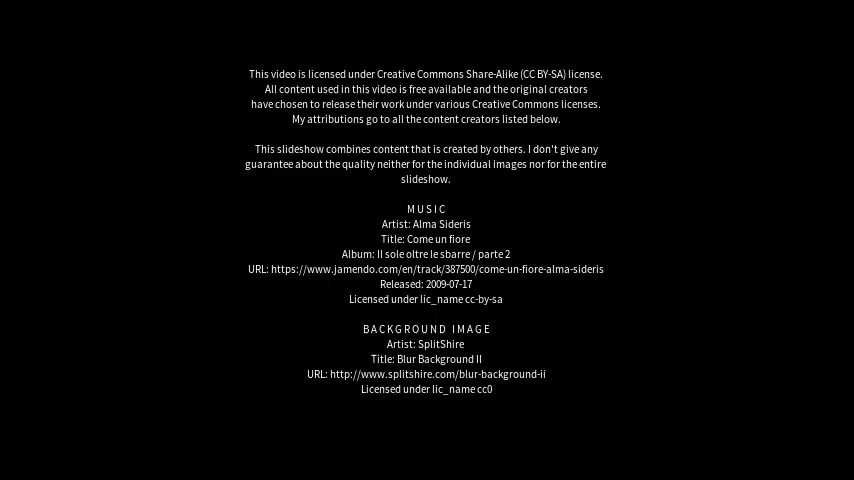 This video is licensed under Creative Commons Share-Alike (CC BY-SA) license.
All content used in this video is free available and the original creators
have chosen to release their work under various Creative Commons licenses.
My attributions go to all the content creators listed below.
This slideshow combines content that is created by others. I don't give any
guarantee about the quality neither for the individual images nor for the entire
slideshow.
MUSIC
Artist: Alma Sideris
Title: Come un fiore
Album: Il sole oltre le sbarre / parte 2
URL: https://www.jamendo.com/en/track/387500/come-un-fiore-alma-sideris
Released: 2009-07-17
Licensed under lic_name cc-by-sa
BACKGROUND IMAGE
Artist: SplitShire
Title: Blur Background II
URL: http://www.splitshire.com/blur-background-ii
Licensed under lic_name cc0